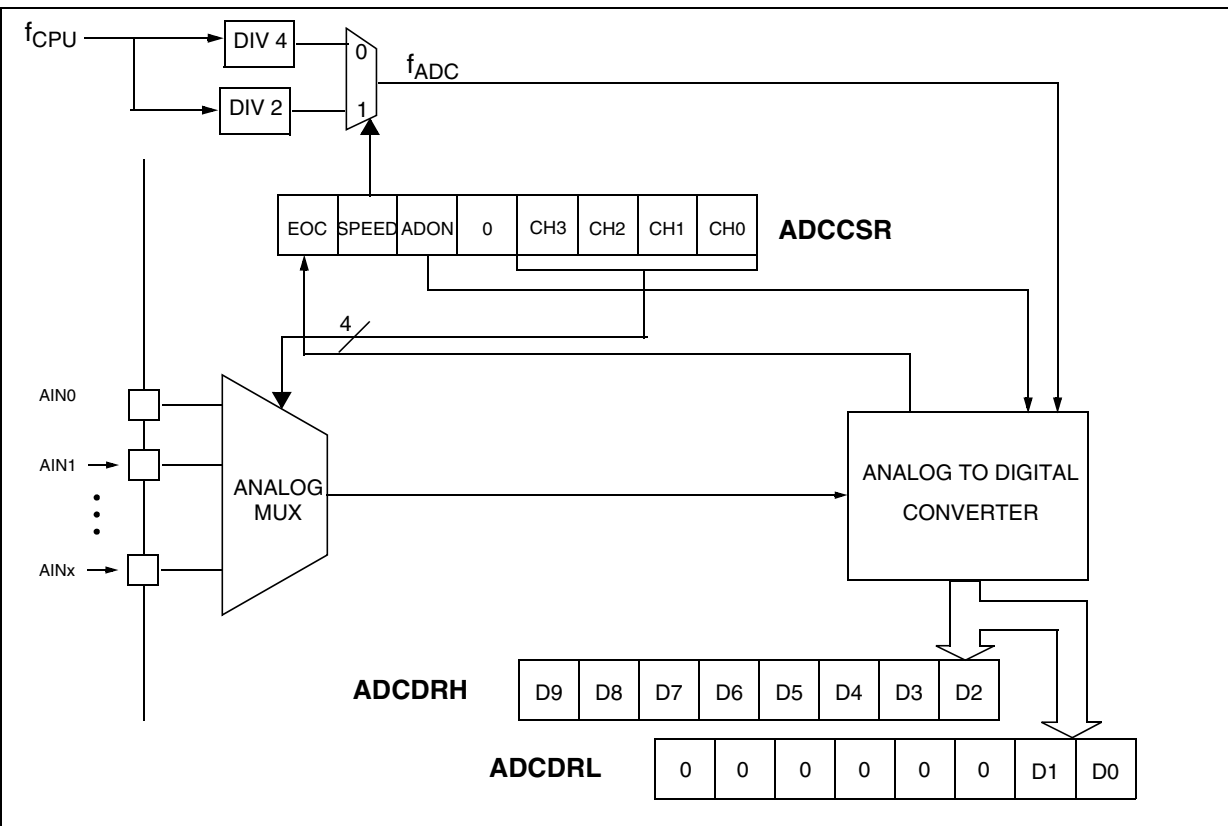 fCPU
DIV 4
0
fADC
DIV 2
1
EOC SPEED ADON 0 CH3 CH2 CH1 CH0 ADCCSR
4
AIN0
AIN1
ANALOG
MUX
AINx
ANALOG TO DIGITAL
CONVERTER
ADCDRH D9 D8 D7 D6 D5 D4 D3 D2
ADCDRL 0 0 0 0 0 0 D1 D0